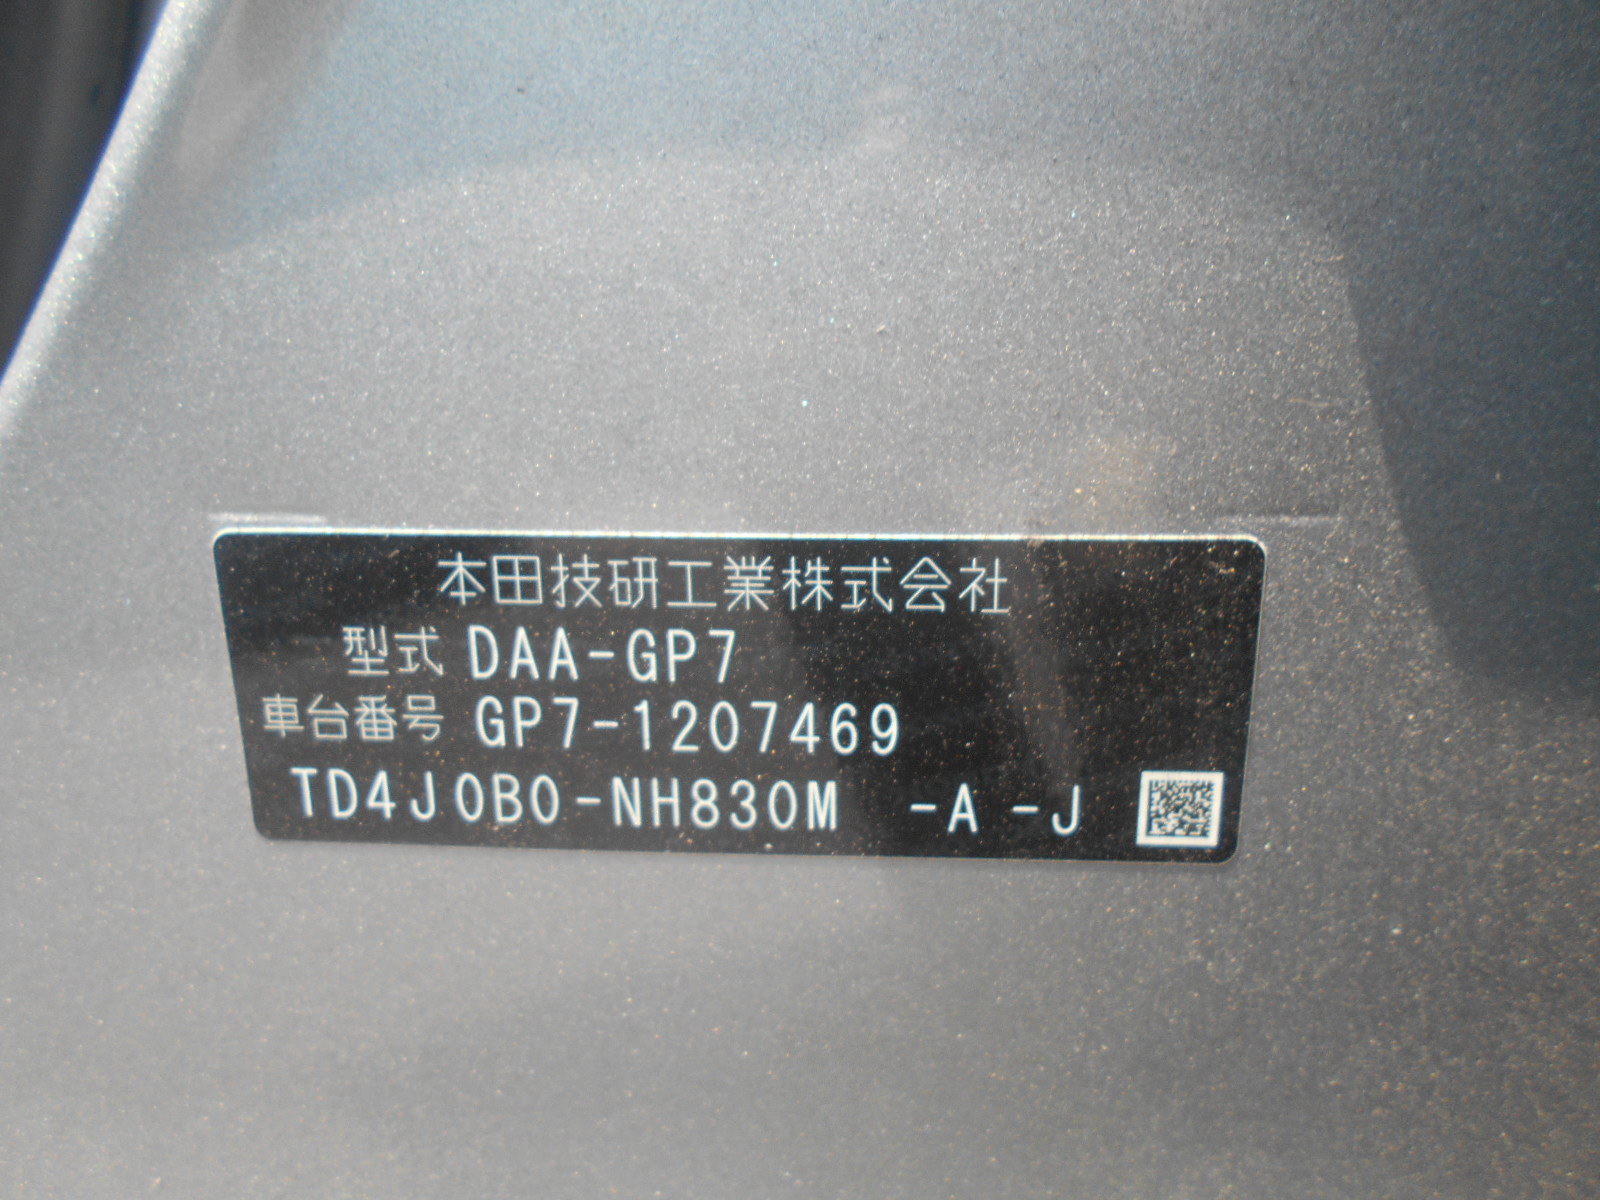 本田技研工業株式会社
型式 DAA-GP7
車台番号 GP7-1207469
TD4J0B0-NH830M -A -J